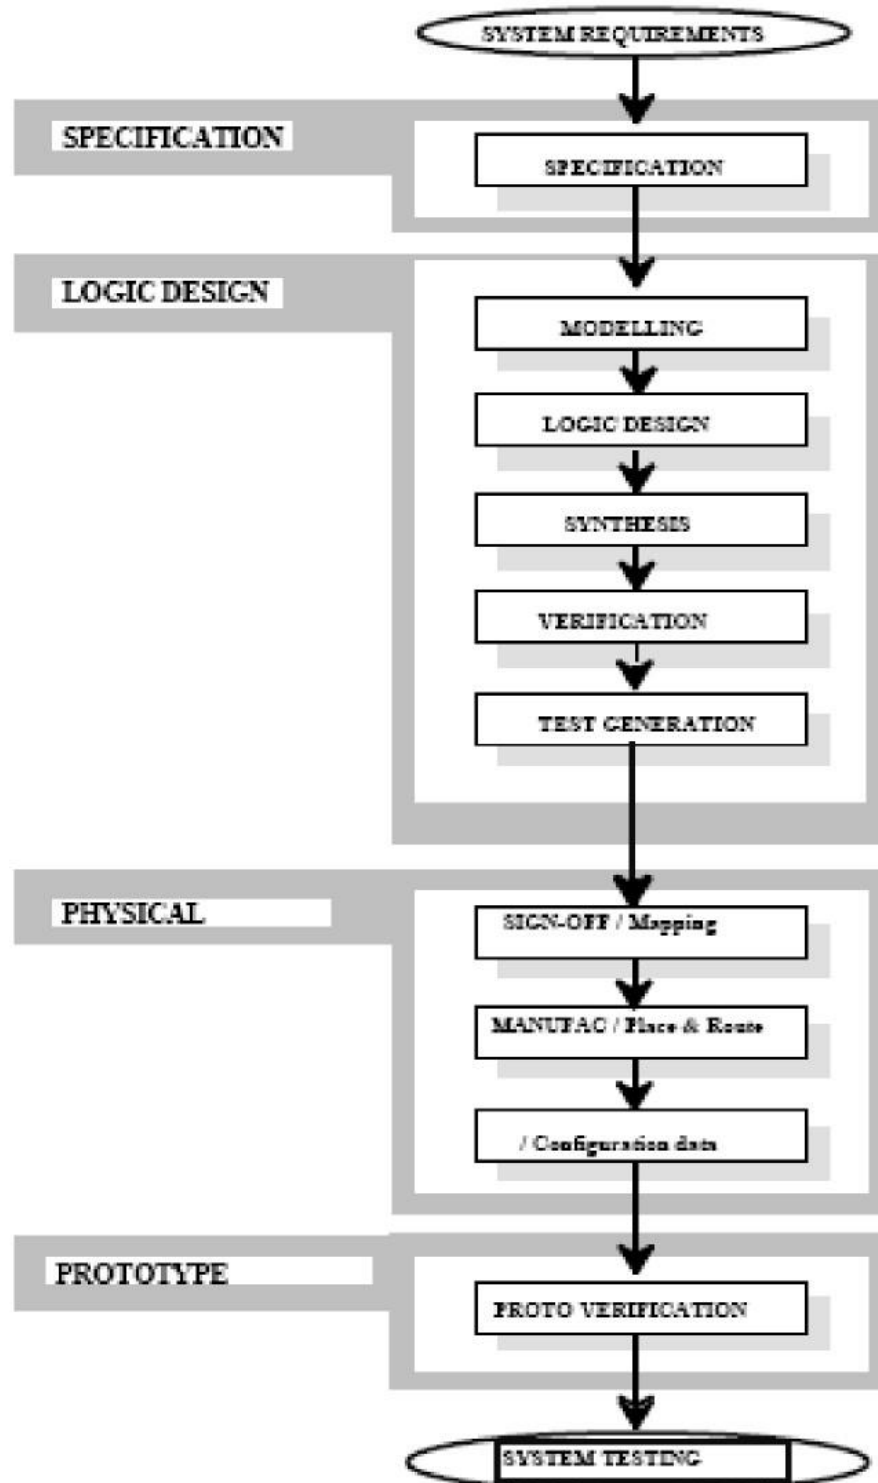 SYSTEM REQUIREMENTS
SPECIFICATION
SPECIFICATION
LOGIC DESIGN
MODELLING
LOGIC DESIGN
SYNTHESIS
VERIFICATION
TEST GENERATION
PHYSICAL
SIGN-OFF / Mapping
MANUFAC / Place & Route
/ Configuration data
PROTOTYPE
PROTO VERIFICATION
SYSTEM TESTING